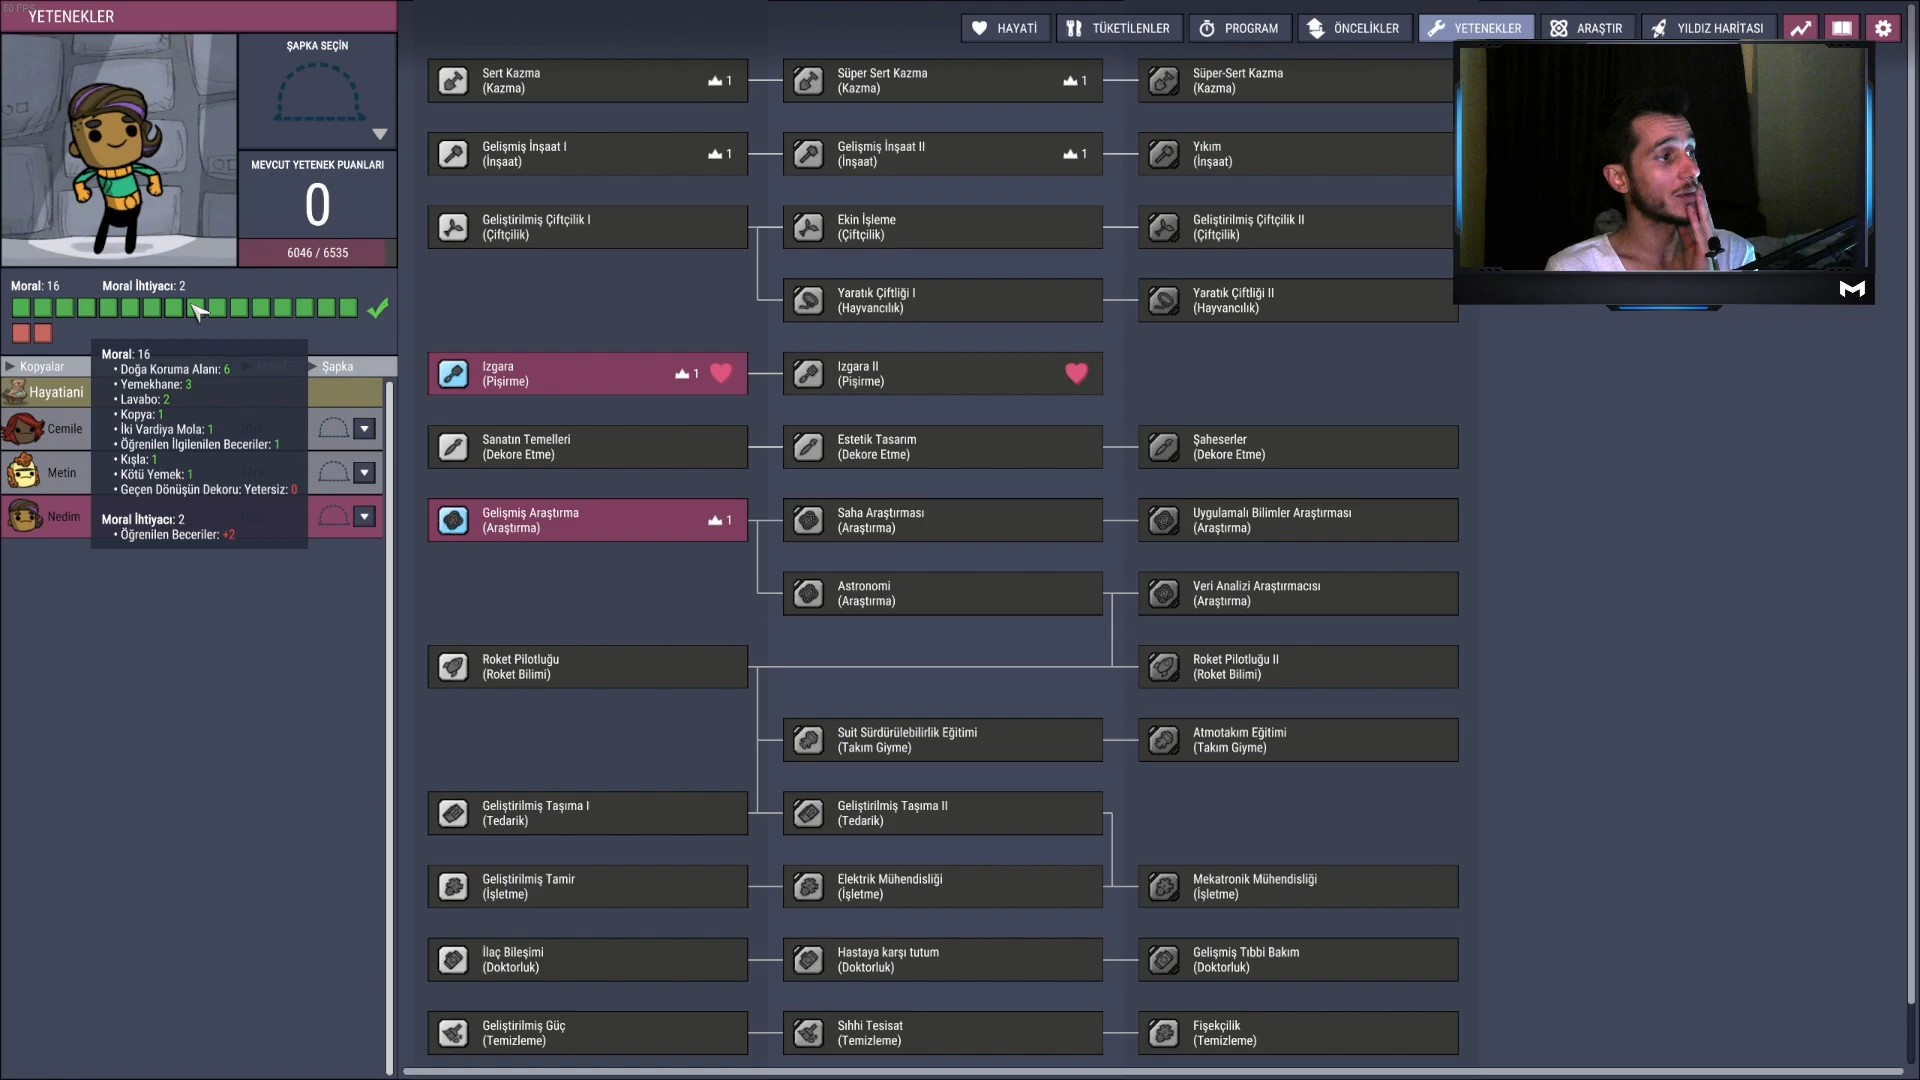 60 FPS
YETENEKLER
ŞAPKA SEÇİN
MEVCUT YETENEK PUANLARI
0
6046 / 6535
Moral: 16
Moral İhtiyacı: 2
Kopyalar
Şapka
Hayatiani
Cemile
Metin
Nedim
Moral: 16
• Doğa Koruma Alanı: 6
• Yemekhane: 3
• Lavabo: 2
• Kopya: 1
• İki Vardiya Mola: 1
• Öğrenilen İlgilenilen Beceriler: 1
• Kışla: 1
• Kötü Yemek: 1
• Geçen Dönüşün Dekoru: Yetersiz: 0
Moral İhtiyacı: 2
• Öğrenilen Beceriler: +2
HAYATİ
TÜKETİLENLER
PROGRAM
ÖNCELİKLER
YETENEKLER
ARAŞTIR
YILDIZ HARİTASI
Sert Kazma
(Kazma)
1
Süper Sert Kazma
(Kazma)
1
Süper-Sert Kazma
(Kazma)
Gelişmiş İnşaat I
(İnşaat)
1
Gelişmiş İnşaat II
(İnşaat)
1
Yıkım
(İnşaat)
Geliştirilmiş Çiftçilik I
(Çiftçilik)
Ekin İşleme
(Çiftçilik)
Geliştirilmiş Çiftçilik II
(Çiftçilik)
Yaratık Çiftliği I
(Hayvancılık)
Yaratık Çiftliği II
(Hayvancılık)
Izgara
(Pişirme)
1
Izgara II
(Pişirme)
Sanatın Temelleri
(Dekore Etme)
Estetik Tasarım
(Dekore Etme)
Şaheserler
(Dekore Etme)
Gelişmiş Araştırma
(Araştırma)
1
Saha Araştırması
(Araştırma)
Uygulamalı Bilimler Araştırması
(Araştırma)
Astronomi
(Araştırma)
Veri Analizi Araştırmacısı
(Araştırma)
Roket Pilotluğu
(Roket Bilimi)
Roket Pilotluğu II
(Roket Bilimi)
Suit Sürdürülebilirlik Eğitimi
(Takım Giyme)
Atmotakım Eğitimi
(Takım Giyme)
Geliştirilmiş Taşıma I
(Tedarik)
Geliştirilmiş Taşıma II
(Tedarik)
Geliştirilmiş Tamir
(İşletme)
Elektrik Mühendisliği
(İşletme)
Mekatronik Mühendisliği
(İşletme)
İlaç Bileşimi
(Doktorluk)
Hastaya karşı tutum
(Doktorluk)
Gelişmiş Tıbbi Bakım
(Doktorluk)
Geliştirilmiş Güç
(Temizleme)
Sıhhi Tesisat
(Temizleme)
Fişekçilik
(Temizleme)